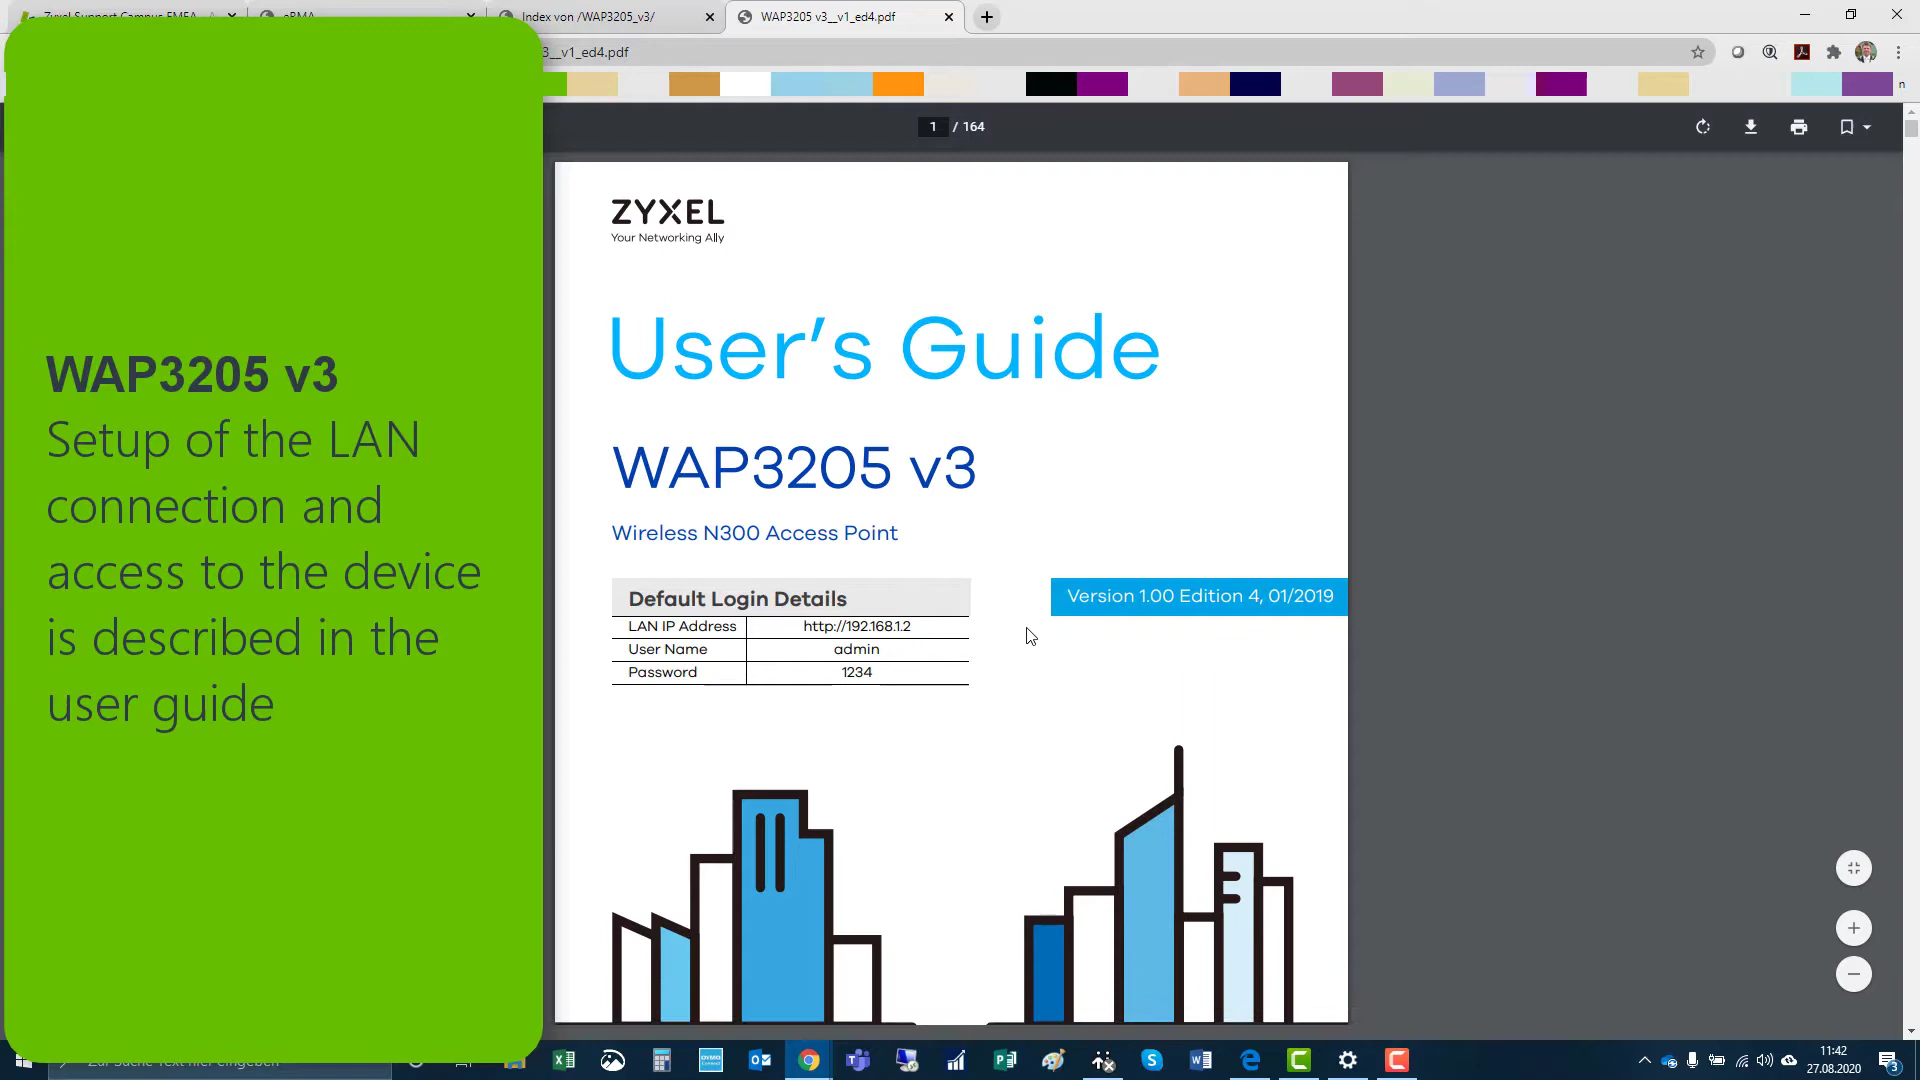 Index von /WAP3205_v3/
WAP3205 v3__v1_ed4.pdf
3__v1_ed4.pdf
n
1 / 164
WAP3205 v3
Setup of the LAN
connection and
access to the device
is described in the
user guide
ZYXEL
Your Networking Ally
User's Guide
WAP3205 v3
Wireless N300 Access Point
Default Login Details
LAN IP Address http://192.168.1.2
User Name admin
Password 1234
Version 1.00 Edition 4, 01/2019
DYMO
11:42
27.08.2020
3